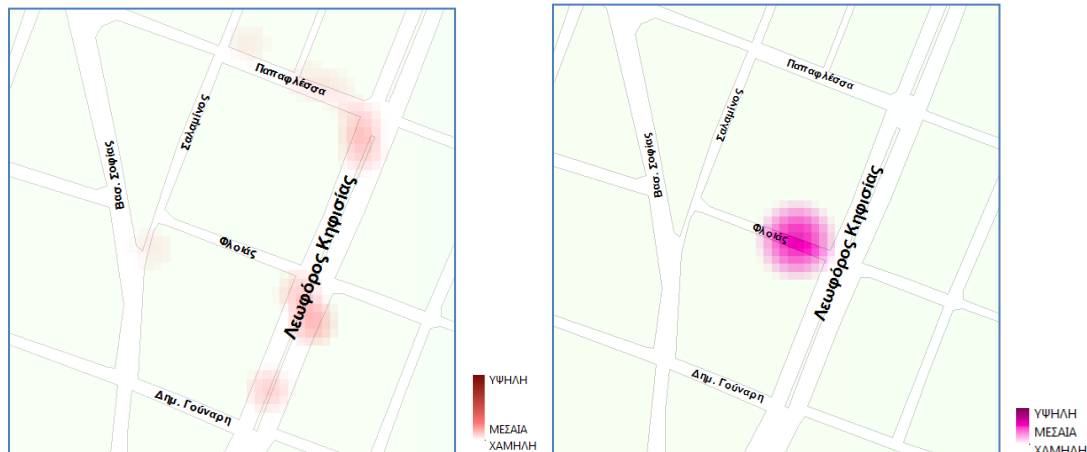 Παπαφλέσσα
Σαλαμίνος
Βασ. Σοφίας
Φλοιάς
Λεωφόρος Κηφισίας
Δημ. Γούναρη
ΥΨΗΛΗ
ΜΕΣΑΙΑ
ΧΑΜΗΛΗ
Παπαφλέσσα
Σαλαμίνος
Βασ. Σοφίας
Φλοιάς
Λεωφόρος Κηφισίας
Δημ. Γούναρη
ΥΨΗΛΗ
ΜΕΣΑΙΑ
ΧΑΜΗΛΗ